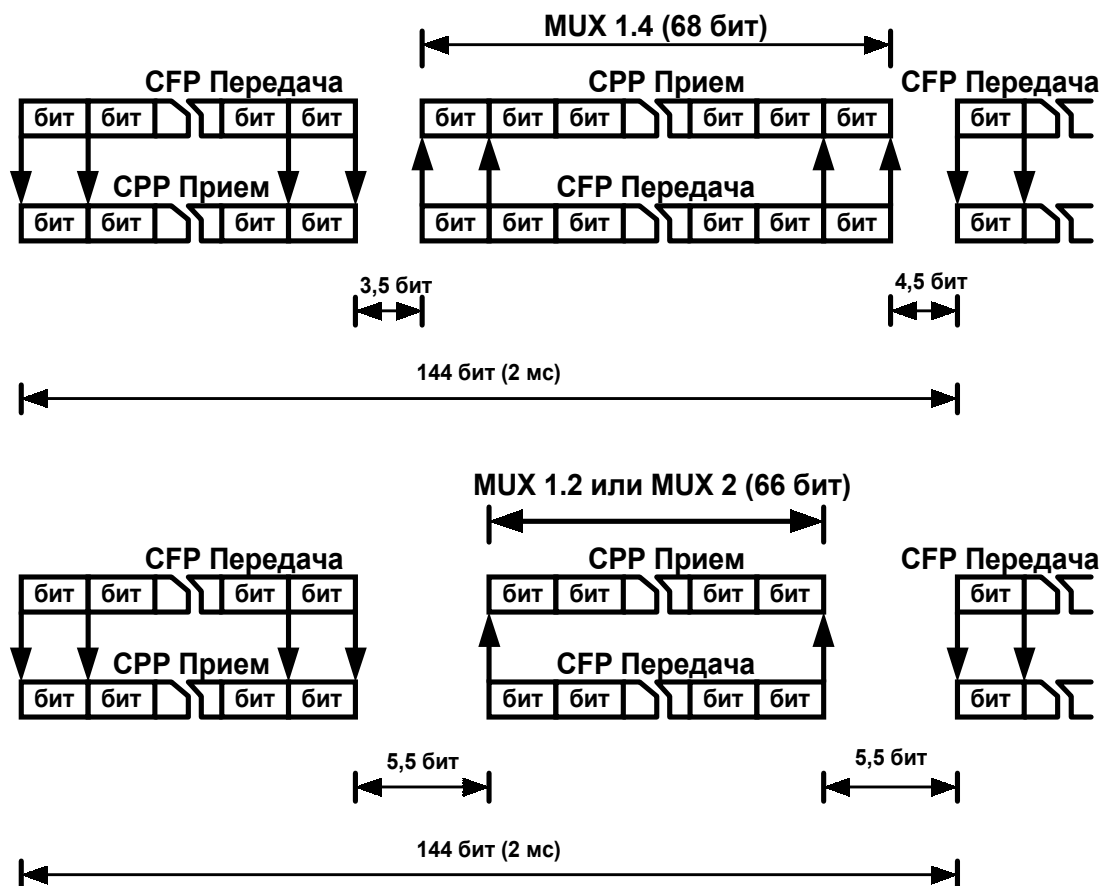 MUX 1.4 (68 бит)
CFP Передача CPP Прием CFP Передача
бит бит бит бит бит бит бит бит бит бит бит
CPP Прием CFP Передача
бит бит бит бит бит бит бит бит бит бит бит
3,5 бит 4,5 бит
144 бит (2 мс)
MUX 1.2 или MUX 2 (66 бит)
CFP Передача CPP Прием CFP Передача
бит бит бит бит бит бит бит бит бит
CPP Прием CFP Передача
бит бит бит бит бит бит бит бит бит
5,5 бит 5,5 бит
144 бит (2 мс)